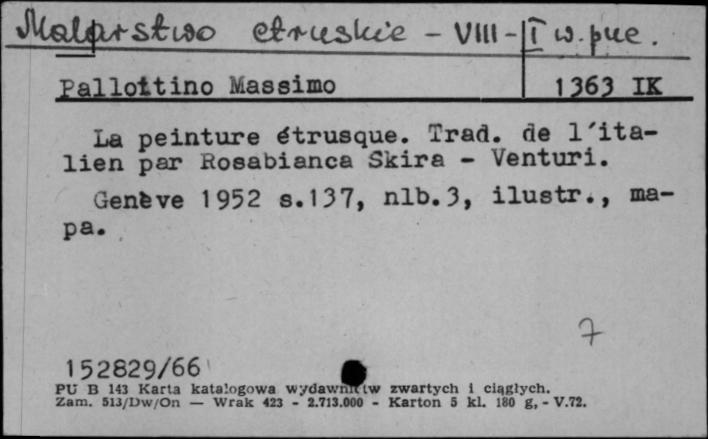 Malarstwo etruskie - VIII - I w. pne.
Pallottino Massimo 1363 IK
La peinture étrusque. Trad. de l'ita-
lien par Rosabianca Skira - Venturi.
Genève 1952 s.137, nlb.3, ilustr., ma-
pa.
7
152829/66
PU B 143 Karta katalogowa wydawnictw zwartych i ciągłych.
Zam. 513/Dw/On — Wrak 423 - 2.713.000 - Karton 5 kl. 180 g, - V.72.